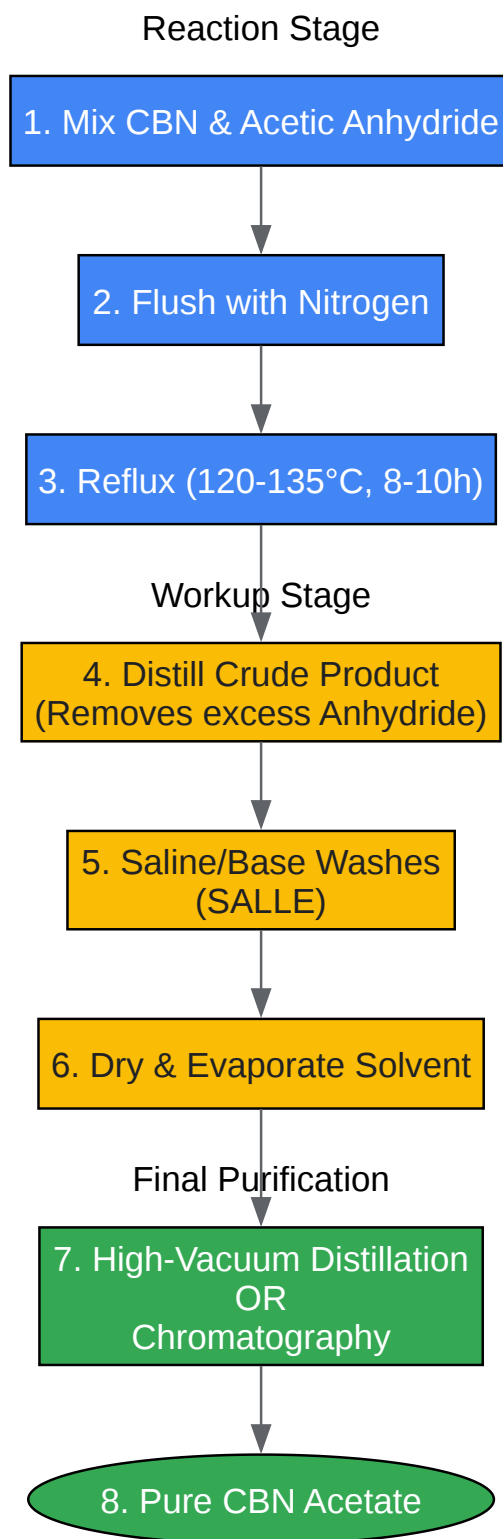 Reaction Stage
1. Mix CBN & Acetic Anhydride
2. Flush with Nitrogen
3. Reflux (120-135°C, 8-10h)
Workup Stage
4. Distill Crude Product
(Removes excess Anhydride)
5. Saline/Base Washes
(SALLE)
6. Dry & Evaporate Solvent
Final Purification
7. High-Vacuum Distillation
OR
Chromatography
8. Pure CBN Acetate